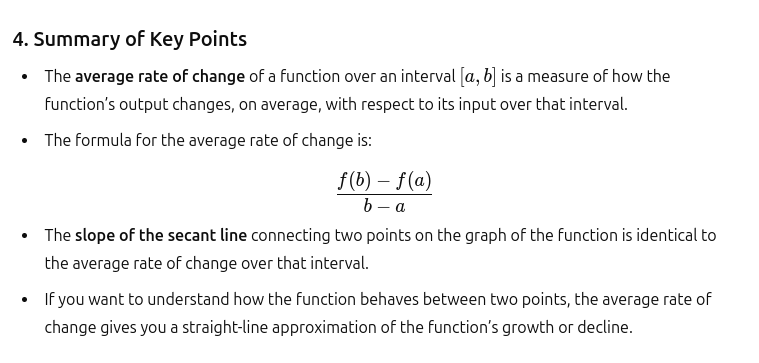 4. Summary of Key Points
• The average rate of change of a function over an interval [a, b] is a measure of how the
function’s output changes, on average, with respect to its input over that interval.
• The formula for the average rate of change is:
f(b) − f(a)
b − a
• The slope of the secant line connecting two points on the graph of the function is identical to
the average rate of change over that interval.
• If you want to understand how the function behaves between two points, the average rate of
change gives you a straight-line approximation of the function’s growth or decline.